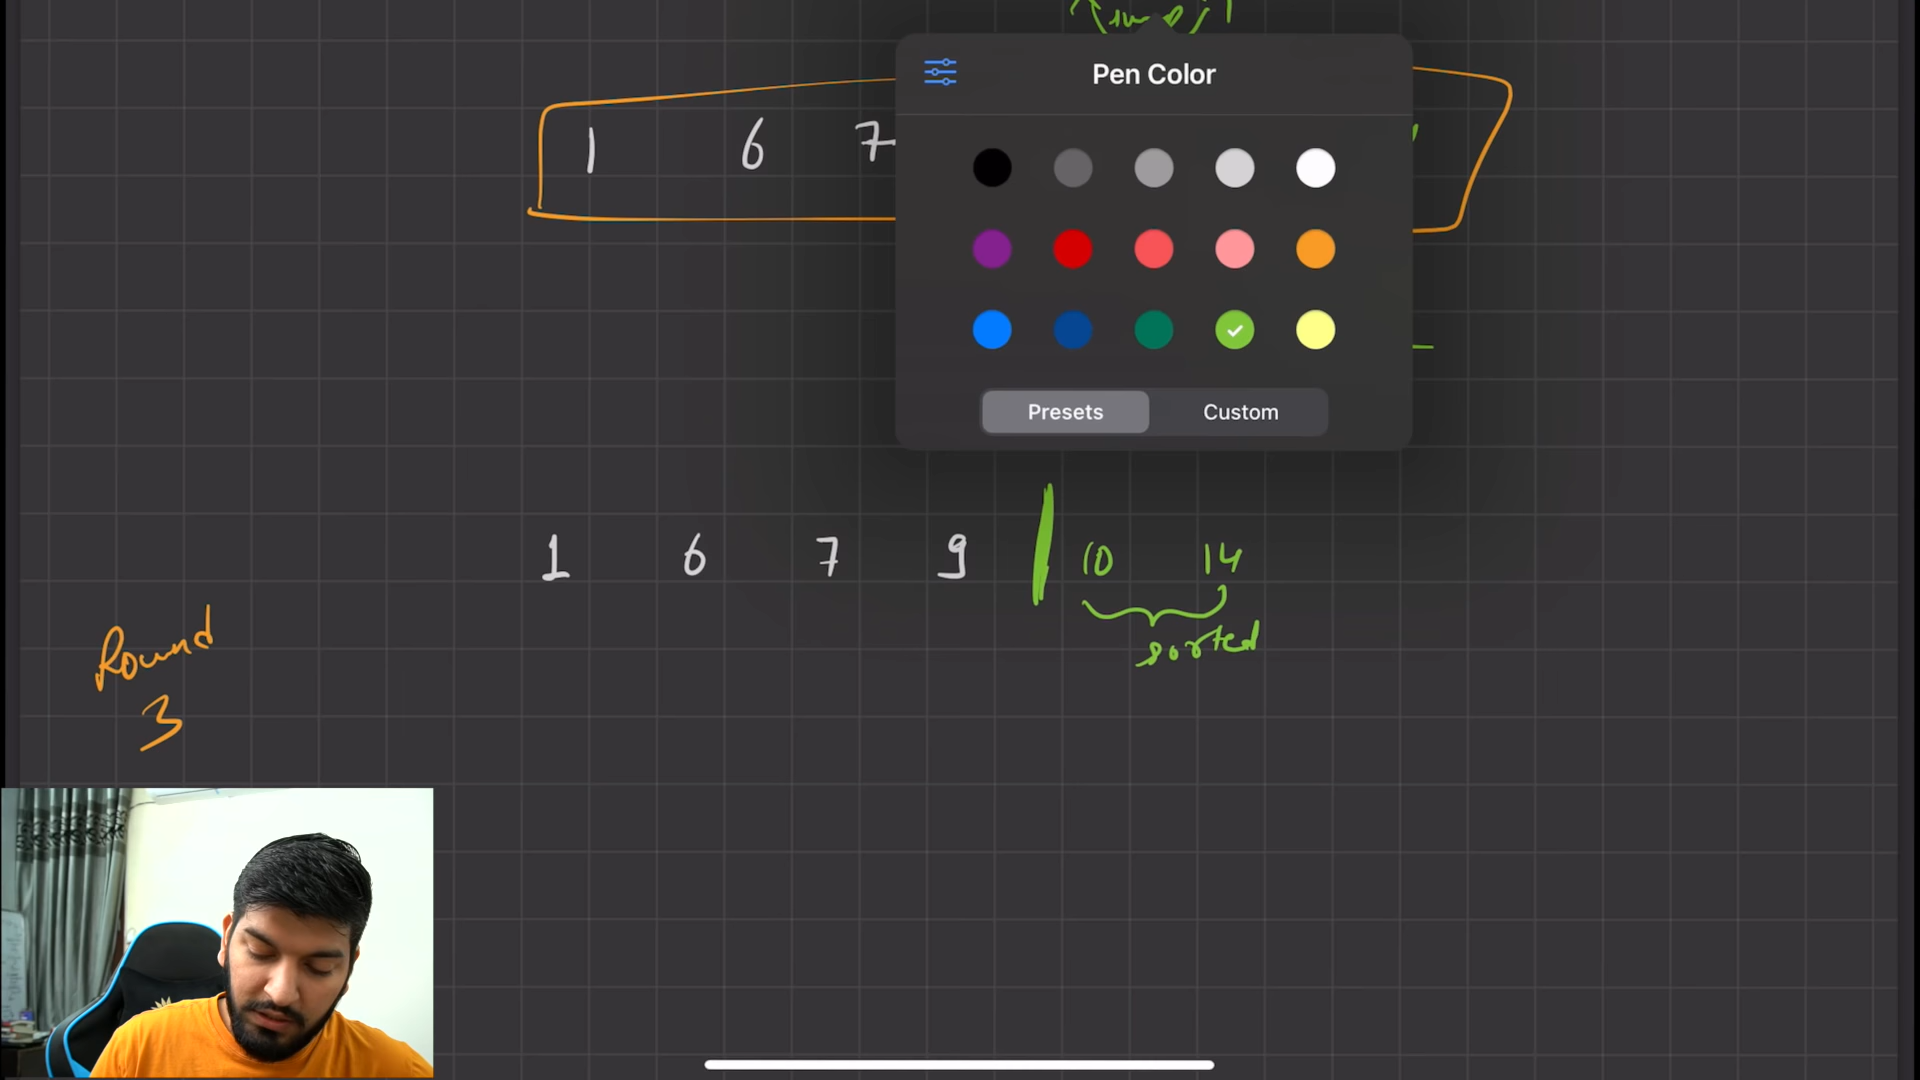 Pen Color
1 6 7
Presets Custom
1 6 7 9 | 10 14
sorted
Round
3